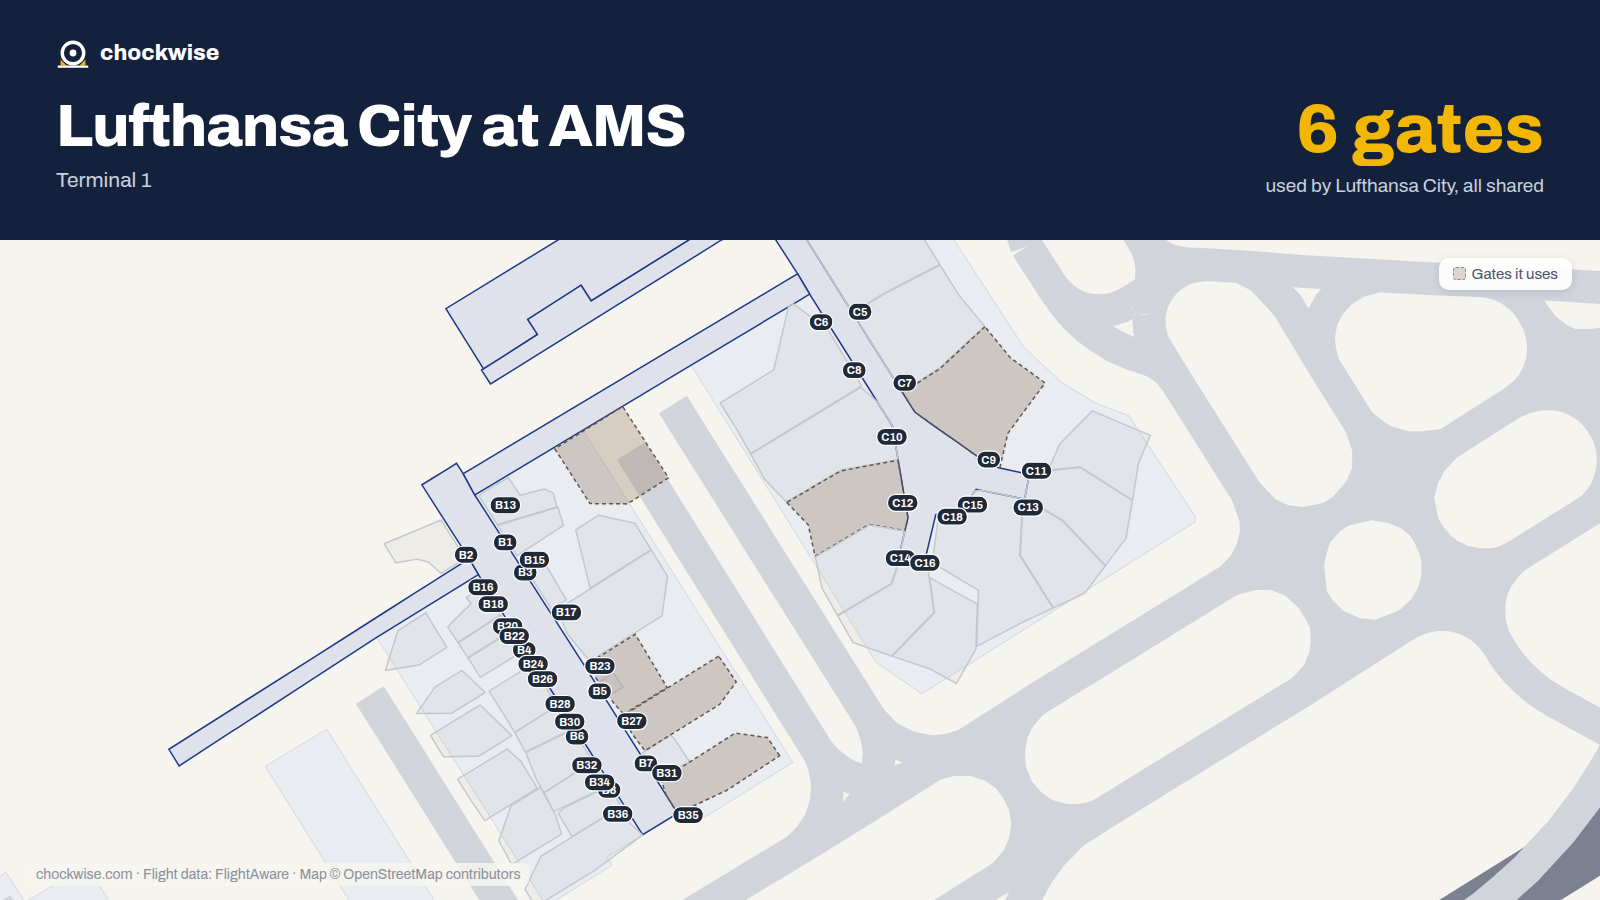 chockwise
Lufthansa City at AMS
Terminal 1
6 gates
used by Lufthansa City, all shared
Gates it uses
C5
C6
C8
C7
C10
C9
C11
C12
C15
C13
C18
C14
C16
B13
B1
B2
B15
B3
B16
B18
B17
B20
B22
B4
B24
B23
B26
B5
B28
B30
B27
B6
B7
B32
B31
B34
B8
B36
B35
chockwise.com · Flight data: FlightAware · Map © OpenStreetMap contributors